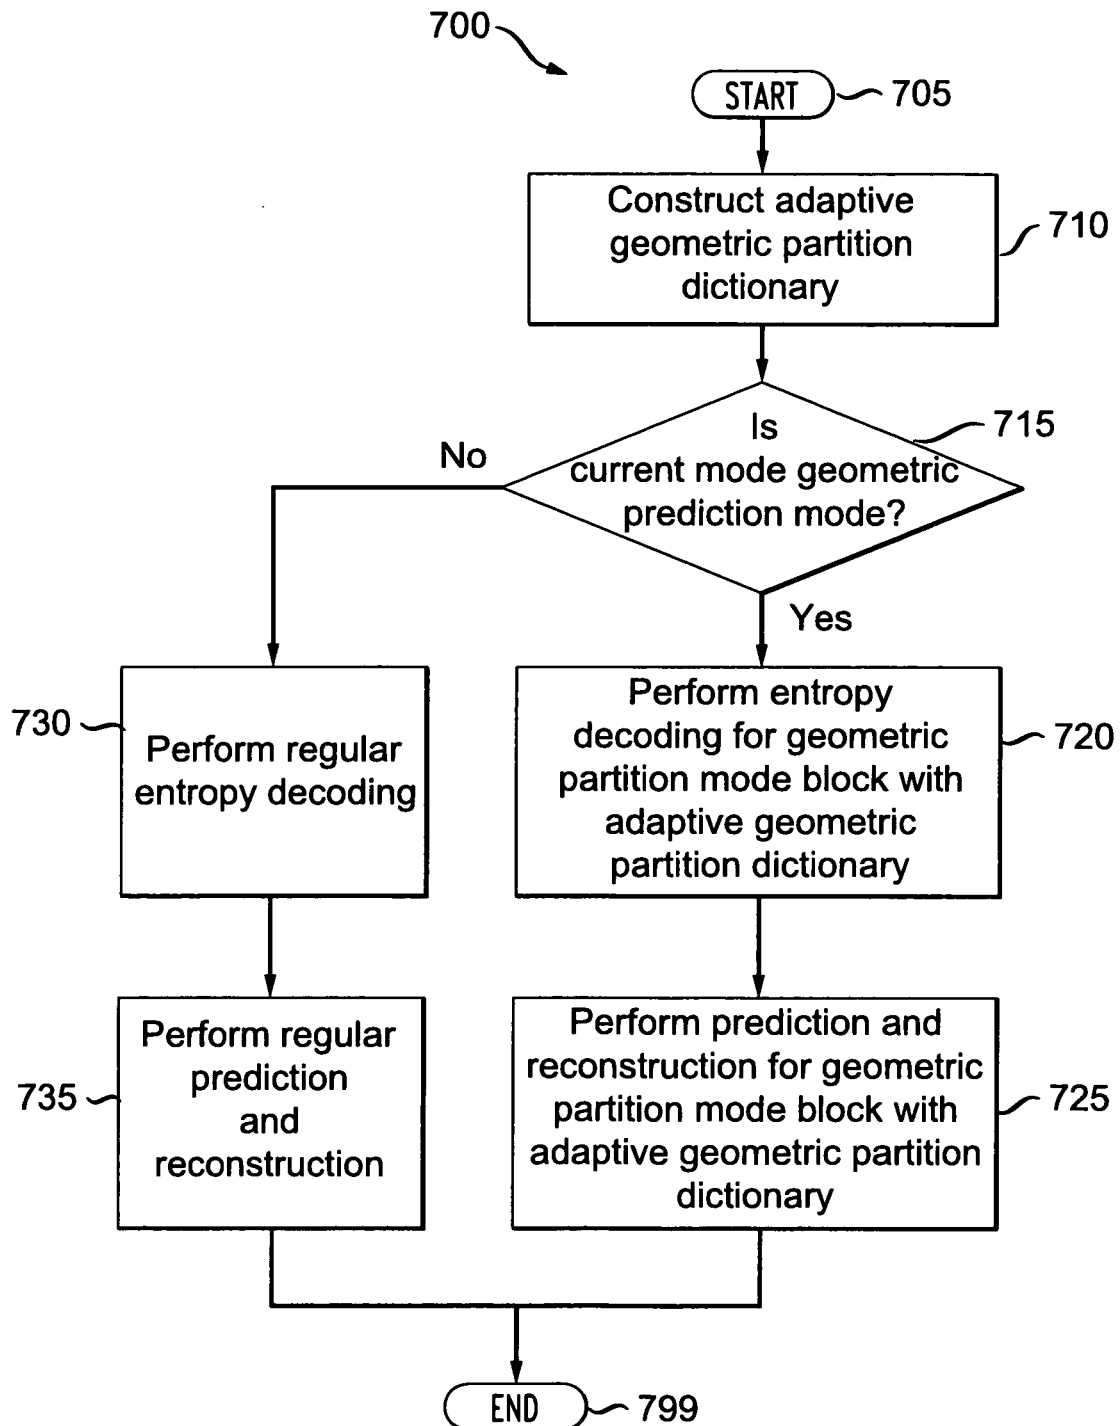 700
START
705
Construct adaptive
geometric partition
dictionary
710
Is
current mode geometric
prediction mode?
715
No
Yes
730
Perform regular
entropy decoding
Perform entropy
decoding for geometric
partition mode block with
adaptive geometric
partition dictionary
720
735
Perform regular
prediction
and
reconstruction
Perform prediction and
reconstruction for geometric
partition mode block with
adaptive geometric partition
dictionary
725
END
799